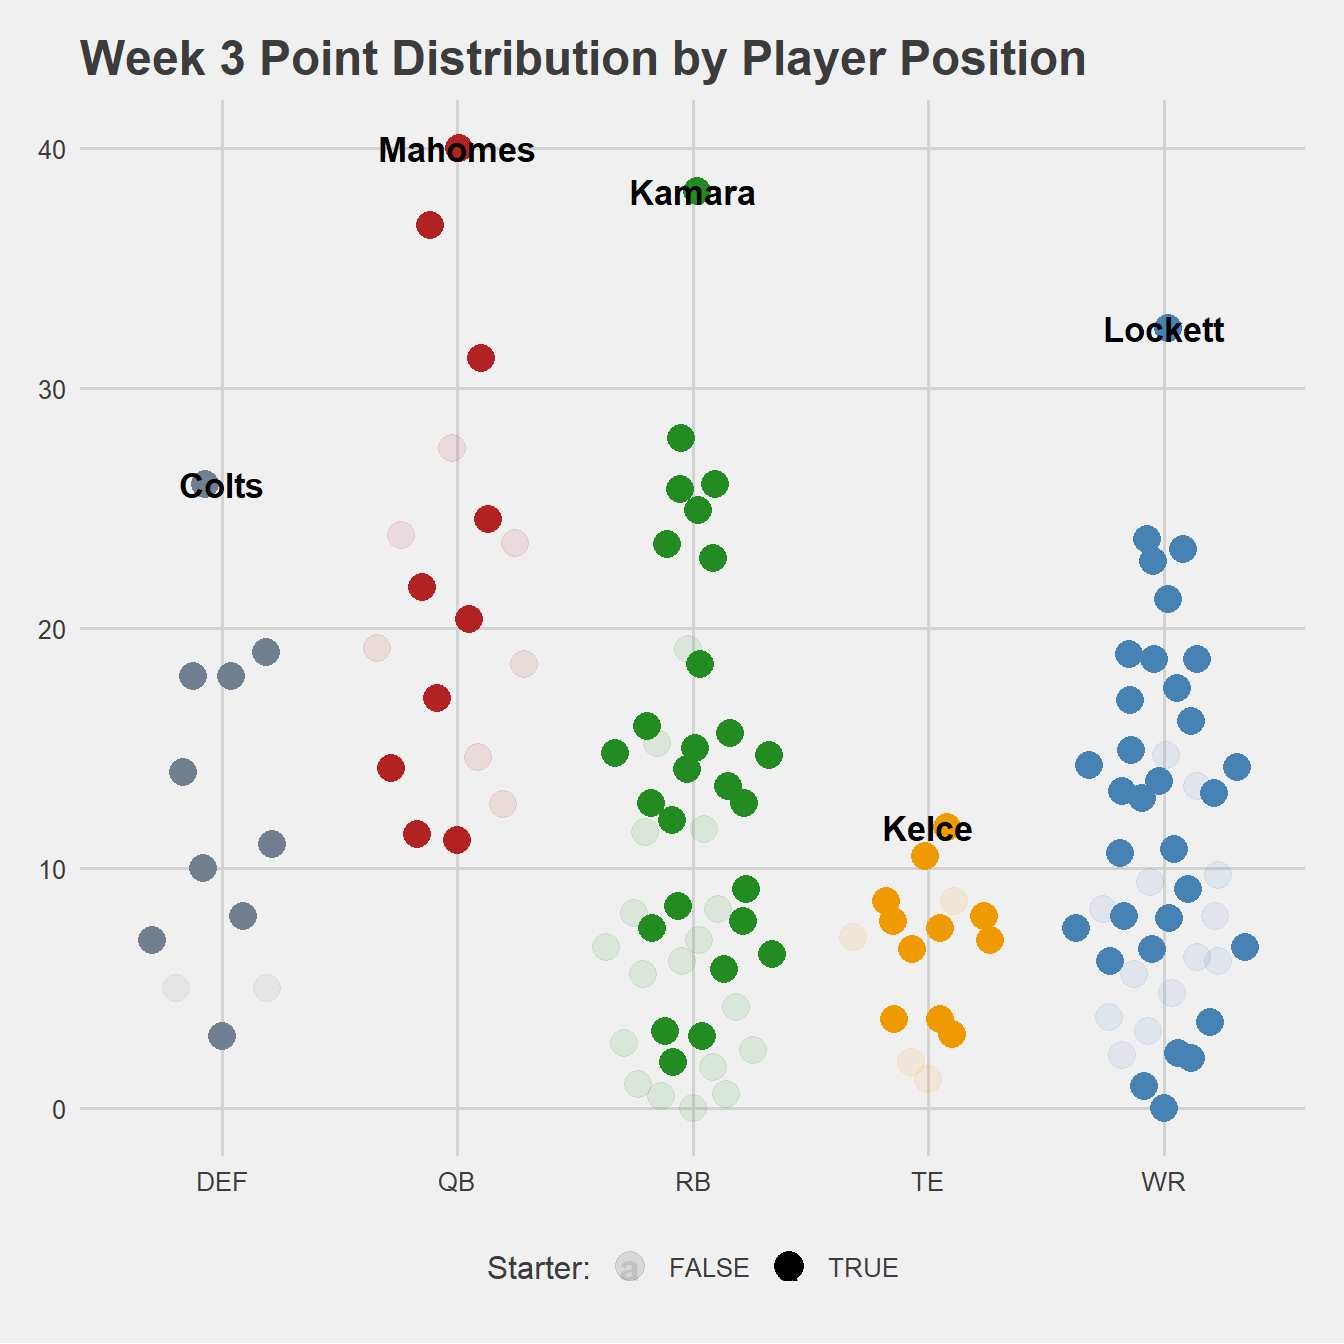 Week 3 Point Distribution by Player Position
40
Mahomes
Kamara
Lockett
30
Colts
20
Kelce
10
0
DEF QB RB TE WR
Starter: a FALSE a TRUE